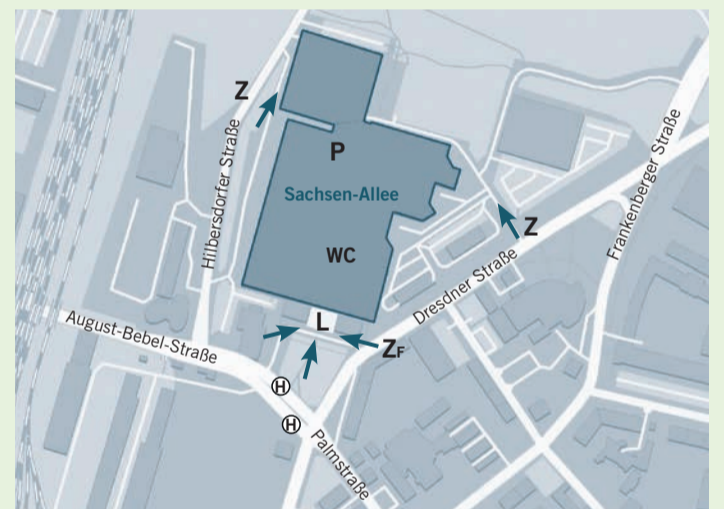 Z
Hilbersdorfer Straße
P
Sachsen-Allee
WC
Z
Frankenberger Straße
Dresdner Straße
August-Bebel-Straße
L
ZF
H
H
Palmstraße